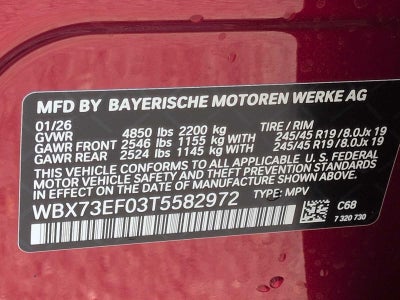 MFD BY BAYERISCHE MOTOREN WERKE AG
01/26 TIRE / RIM
GVWR 4850 lbs 2200 kg
GAWR FRONT 2546 lbs 1155 kg WITH 245/45 R19 / 8.0Jx 19
GAWR REAR 2524 lbs 1145 kg WITH 245/45 R19 / 8.0Jx 19
THIS VEHICLE CONFORMS TO ALL APPLICABLE U. S. FEDERAL
MOTOR VEHICLE SAFETY, BUMPER, AND THEFT PREVENTION STANDARDS
IN EFFECT ON THE DATE OF MANUFACTURE SHOWN ABOVE.
WBX73EF03T5582972 TYPE: MPV
C68
7 320 730